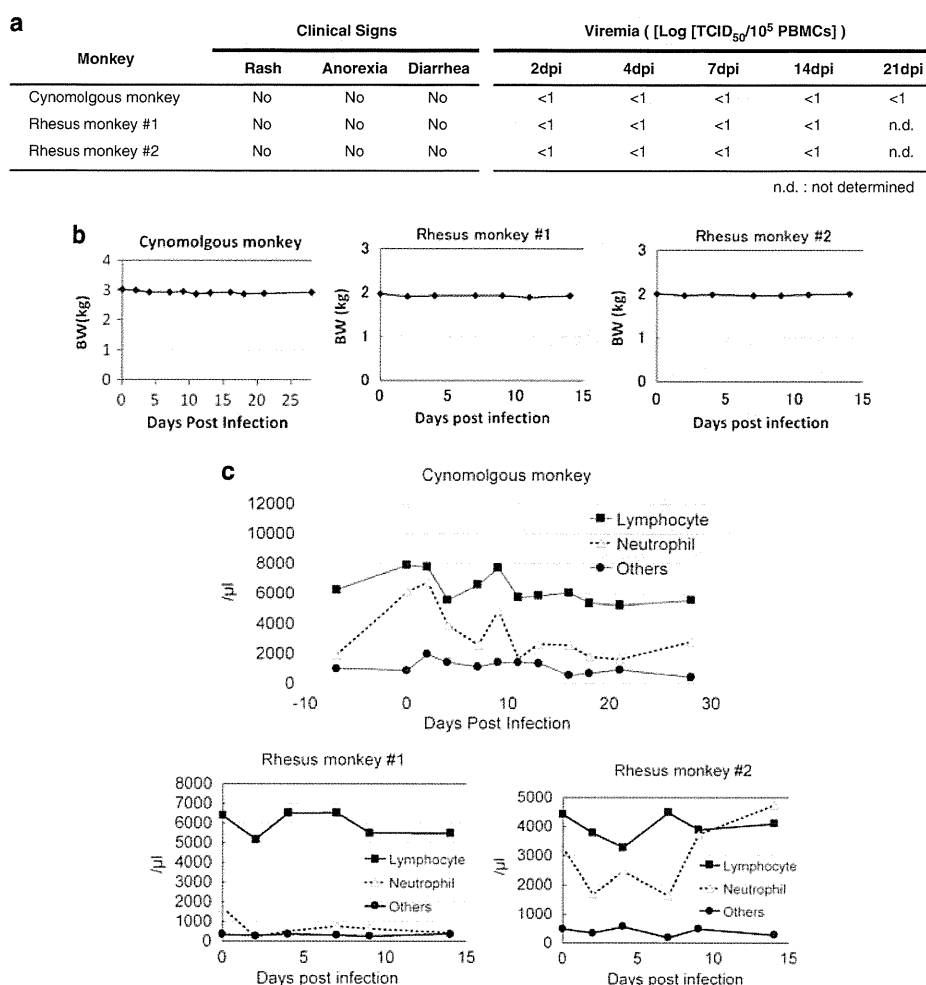 a
Clinical Signs Viremia ( [Log [TCID50/10⁵ PBMCs] )
Monkey
Rash Anorexia Diarrhea 2dpi 4dpi 7dpi 14dpi 21dpi
Cynomolgous monkey No No No <1 <1 <1 <1 <1
Rhesus monkey #1 No No No <1 <1 <1 <1 n.d.
Rhesus monkey #2 No No No <1 <1 <1 <1 n.d.
n.d. : not determined
b
Cynomolgous monkey
4
3
2
1
0
BW(kg)
0 5 10 15 20 25
Days Post Infection
Rhesus monkey #1
3
2
1
0
BW (kg)
0 5 10 15
Days post infection
Rhesus monkey #2
3
2
1
0
BW (kg)
0 5 10 15
Days post infection
c
Cynomolgous monkey
12000
10000
8000
6000
4000
2000
0
/µl
Lymphocyte
Neutrophil
Others
-10 0 10 20 30
Days Post Infection
Rhesus monkey #1
8000
7000
6000
5000
4000
3000
2000
1000
0
/µl
Lymphocyte
Neutrophil
Others
0 5 10 15
Days post infection
Rhesus monkey #2
5000
4000
3000
2000
1000
0
/µl
Lymphocyte
Neutrophil
Others
0 5 10 15
Days post infection